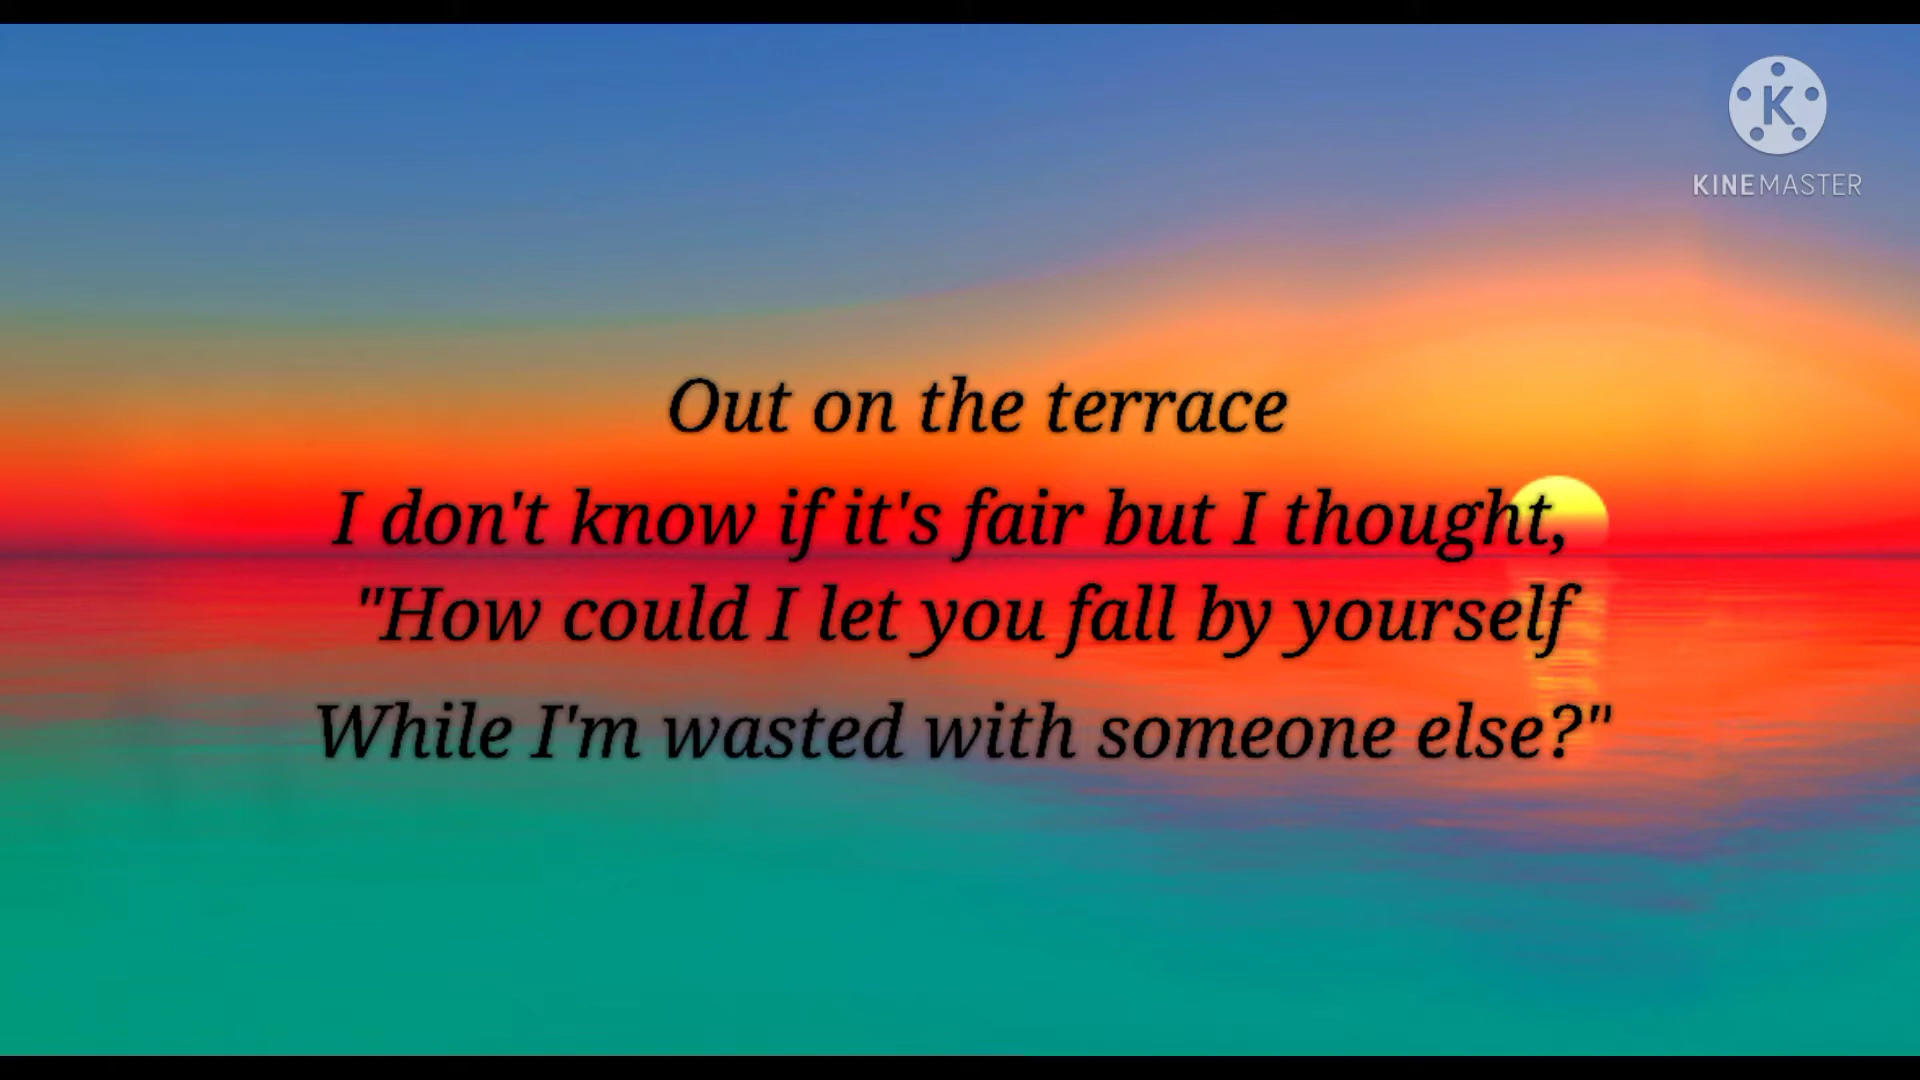 K
KINEMASTER
Out on the terrace
I don't know if it's fair but I thought,
"How could I let you fall by yourself
While I'm wasted with someone else?"